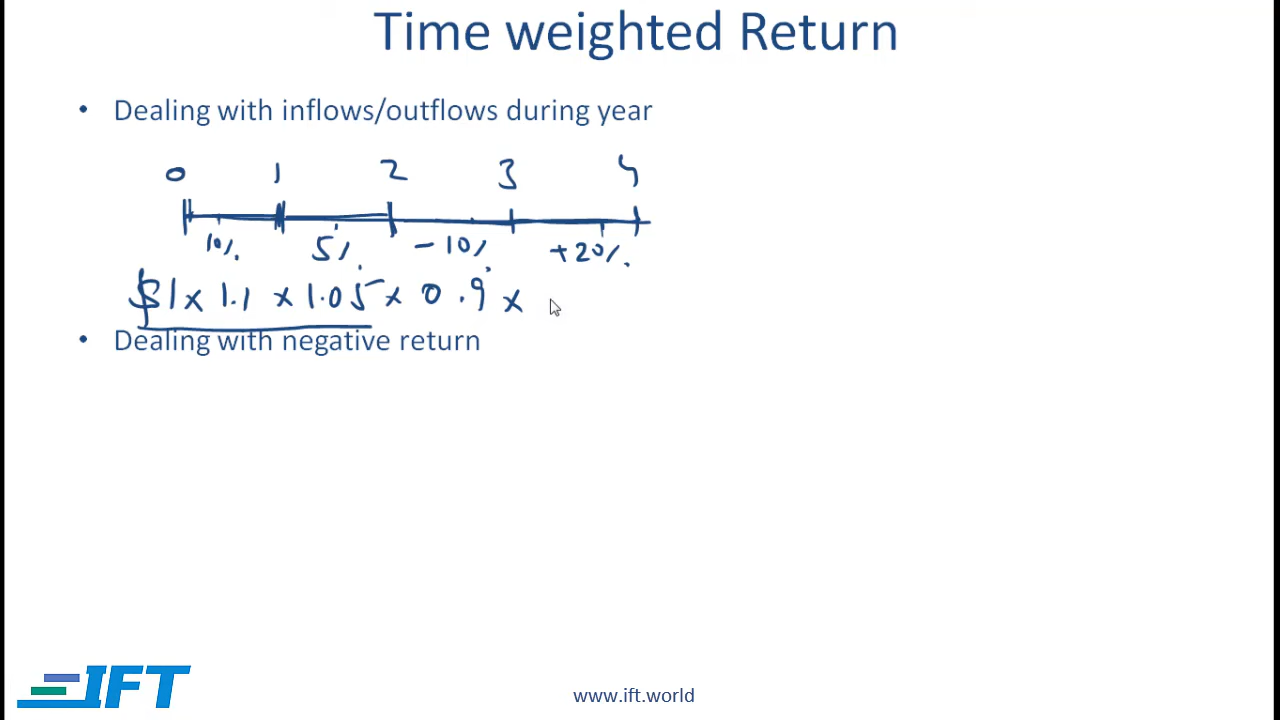 Time weighted Return
• Dealing with inflows/outflows during year
0 1 2 3 4
10% 5% -10% +20%
$1 x 1.1 x 1.05 x 0.9 x
• Dealing with negative return
IFT
www.ift.world